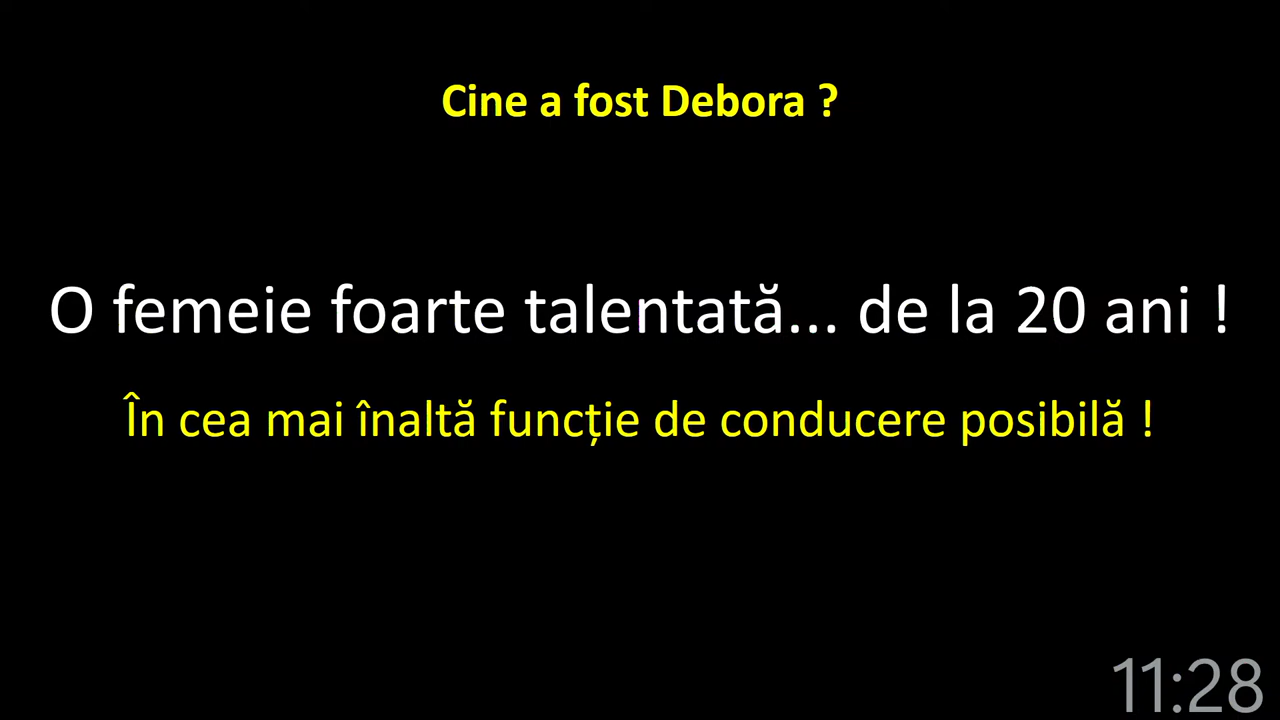 Cine a fost Debora ?
O femeie foarte talentată... de la 20 ani !
În cea mai înaltă funcție de conducere posibilă !
11:28